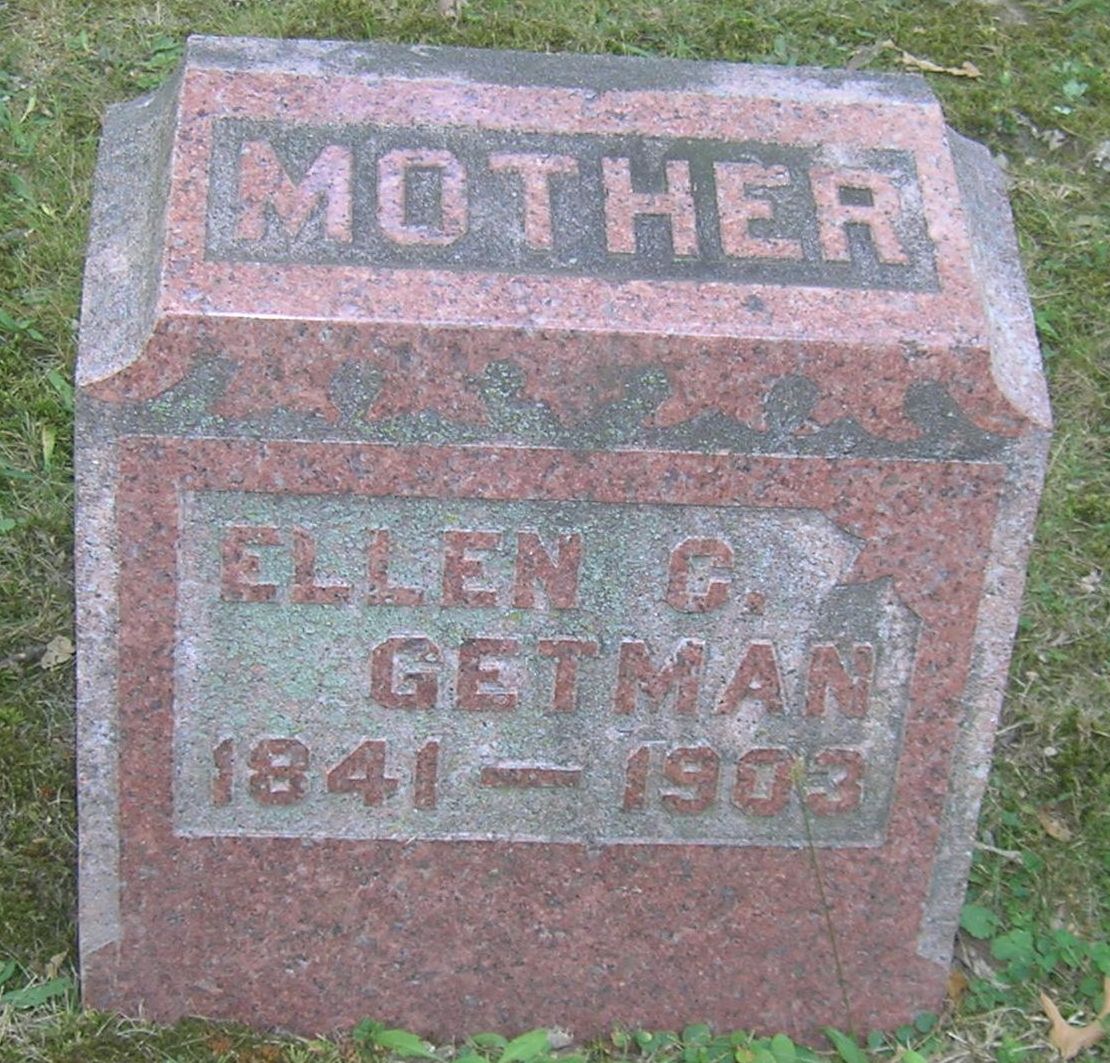 MOTHER
ELLEN C.
GETMAN
1841 — 1903